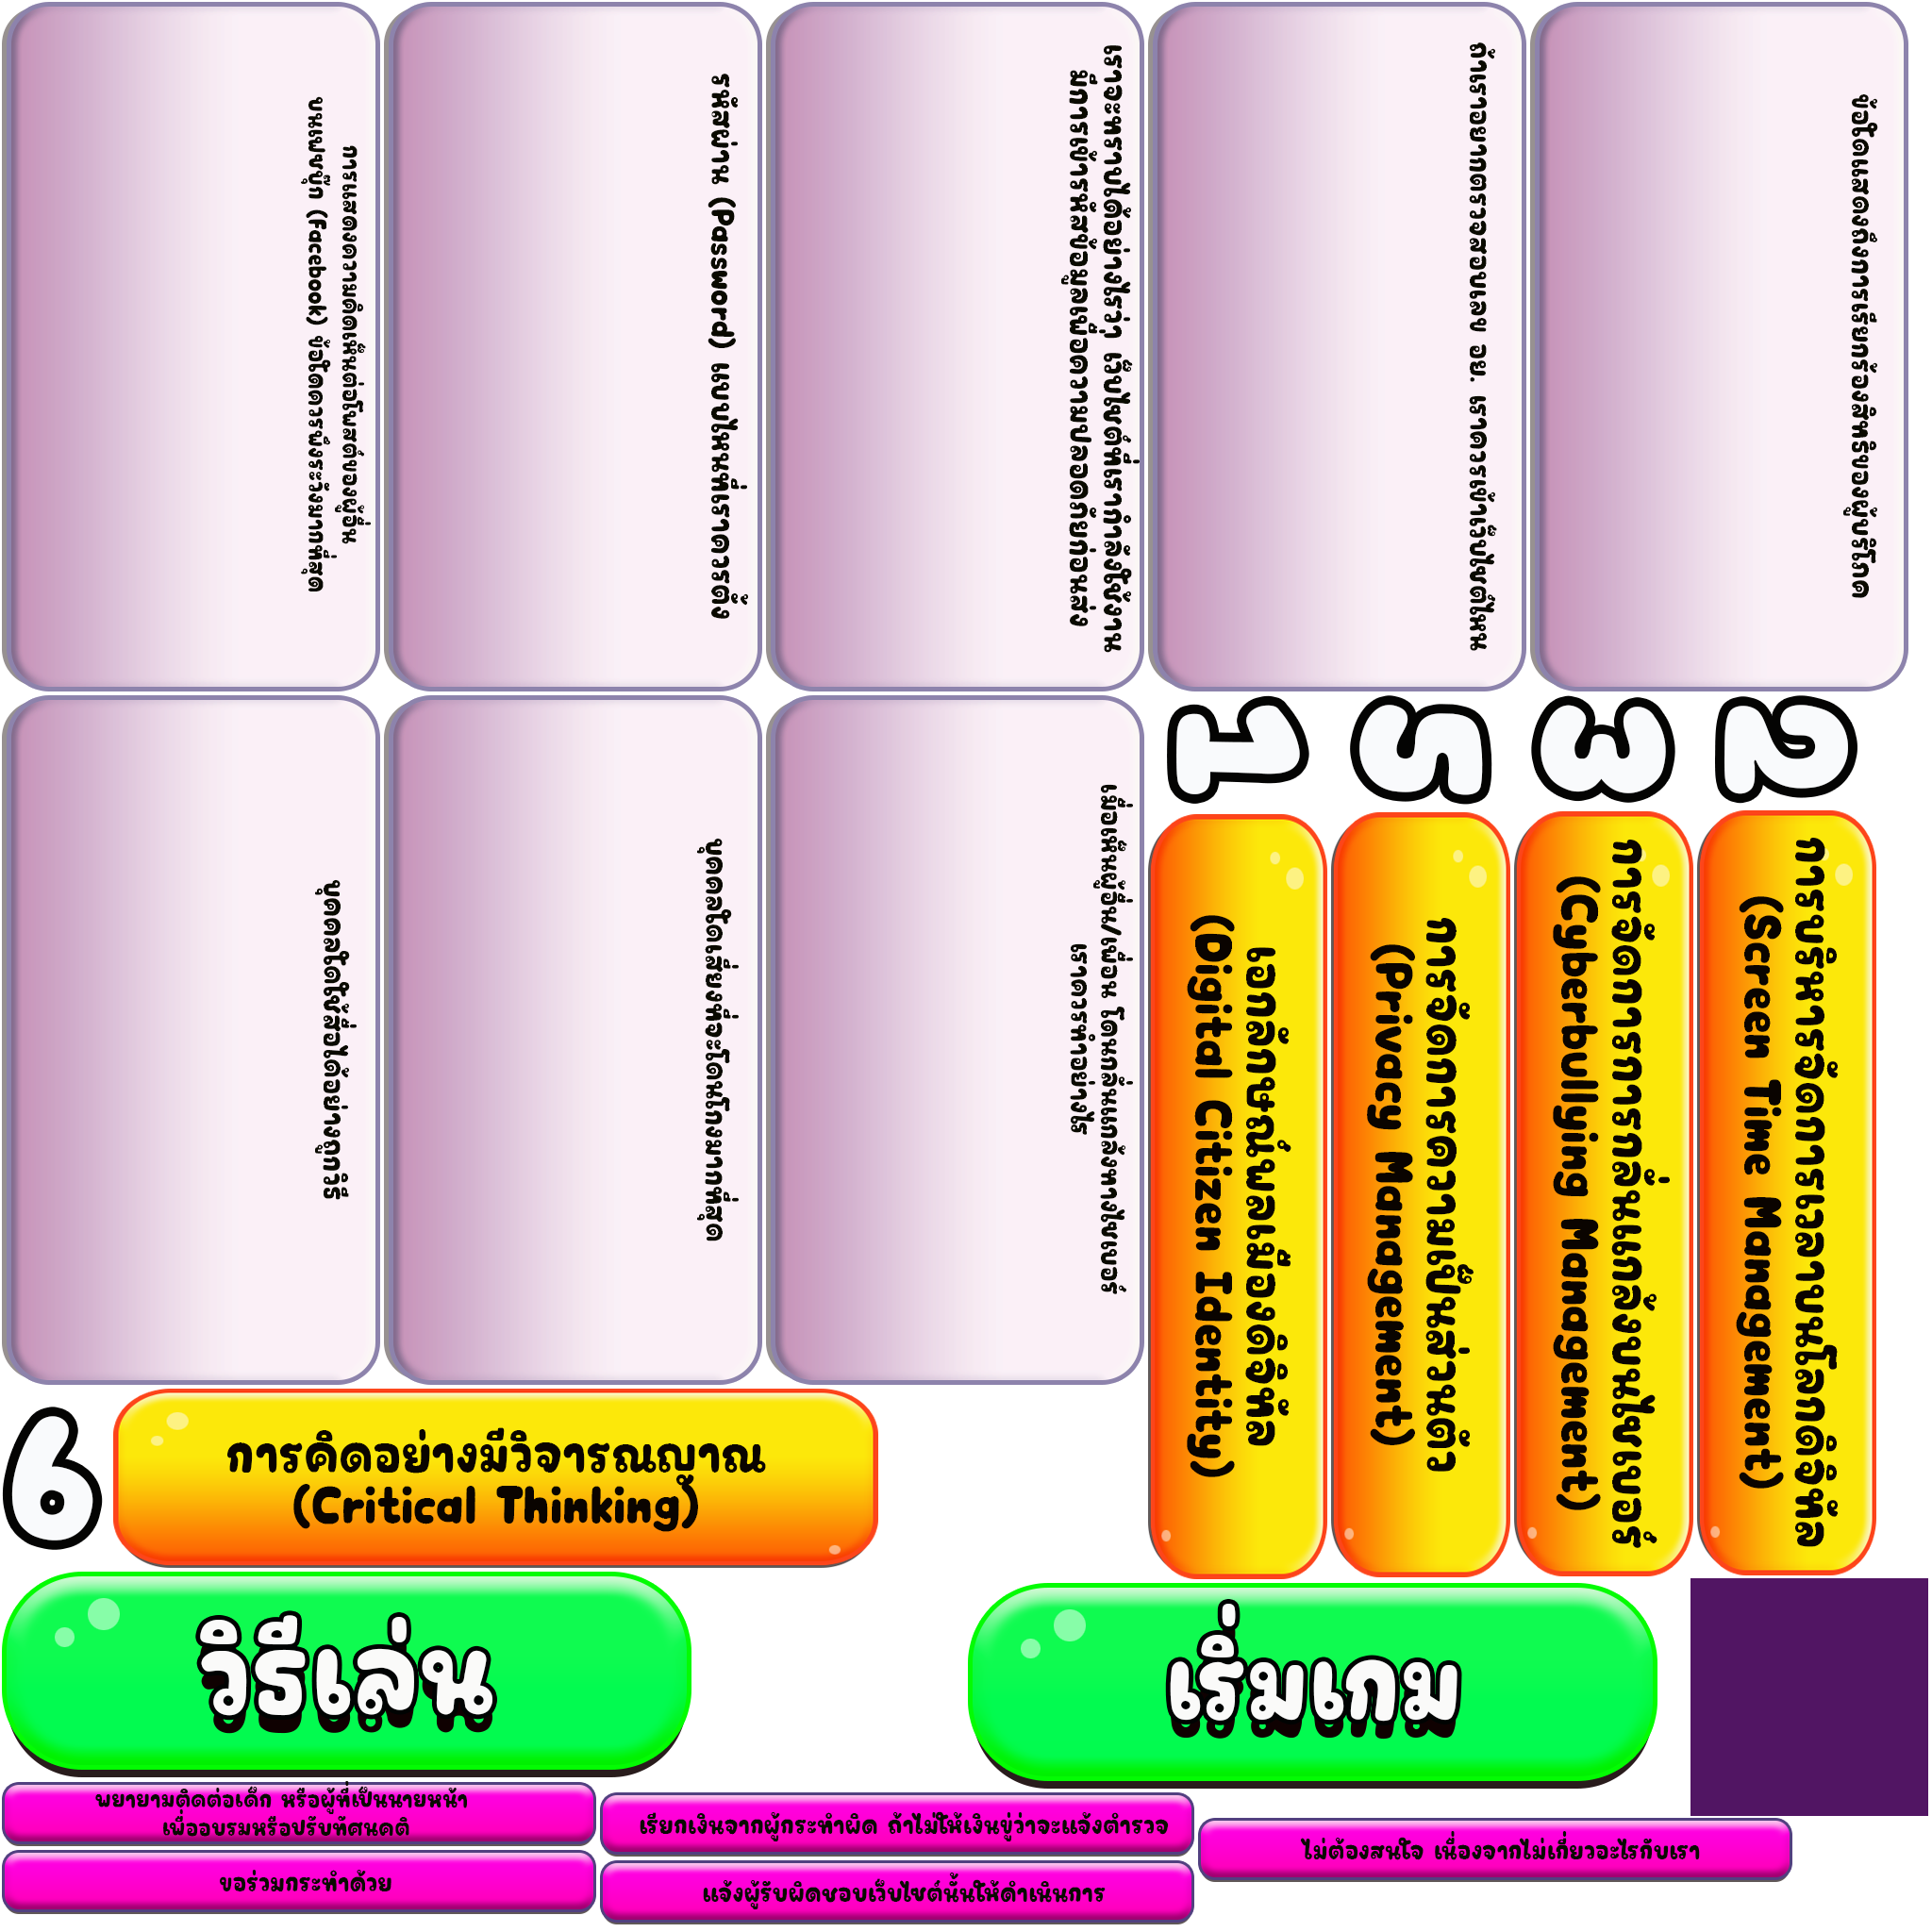 การแสดงความคิดเห็นต่อโพสต์ของผู้อื่น
บนเฟซบุ๊ก (Facebook) ข้อใดควรพึงระวังมากที่สุด
รหัสผ่าน (Password) แบบไหนที่เราควรตั้ง
เราจะทราบได้อย่างไรว่า เว็บไซต์ที่เรากำลังใช้งาน
มีการเข้ารหัสข้อมูลเพื่อความปลอดภัยก่อนส่ง
ถ้าเราอยากตรวจสอบเลข อย. เราควรเข้าเว็บไซต์ไหน
ข้อใดแสดงถึงการเรียกร้องสิทธิของผู้บริโภค
บุคคลใดใช้สื่อได้อย่างถูกวิธี
บุคคลใดเสี่ยงที่จะโดนโกงมากที่สุด
เมื่อเห็นผู้อื่น/เพื่อน โดนกลั่นแกล้งทางไซเบอร์
เราควรทำอย่างไร
1
เอกลักษณ์พลเมืองดิจิทัล
(Digital Citizen Identity)
5
การจัดการความเป็นส่วนตัว
(Privacy Management)
3
การจัดการการกลั่นแกล้งบนไซเบอร์
(Cyberbullying Management)
2
การบริหารจัดการเวลาบนโลกดิจิทัล
(Screen Time Management)
6
การคิดอย่างมีวิจารณญาณ
(Critical Thinking)
วิธีเล่น
เริ่มเกม
พยายามติดต่อเด็ก หรือผู้ที่เป็นนายหน้า
เพื่ออบรมหรือปรับทัศนคติ
เรียกเงินจากผู้กระทำผิด ถ้าไม่ให้เงินขู่ว่าจะแจ้งตำรวจ
ไม่ต้องสนใจ เนื่องจากไม่เกี่ยวอะไรกับเรา
ขอร่วมกระทำด้วย
แจ้งผู้รับผิดชอบเว็บไซต์นั้นให้ดำเนินการ